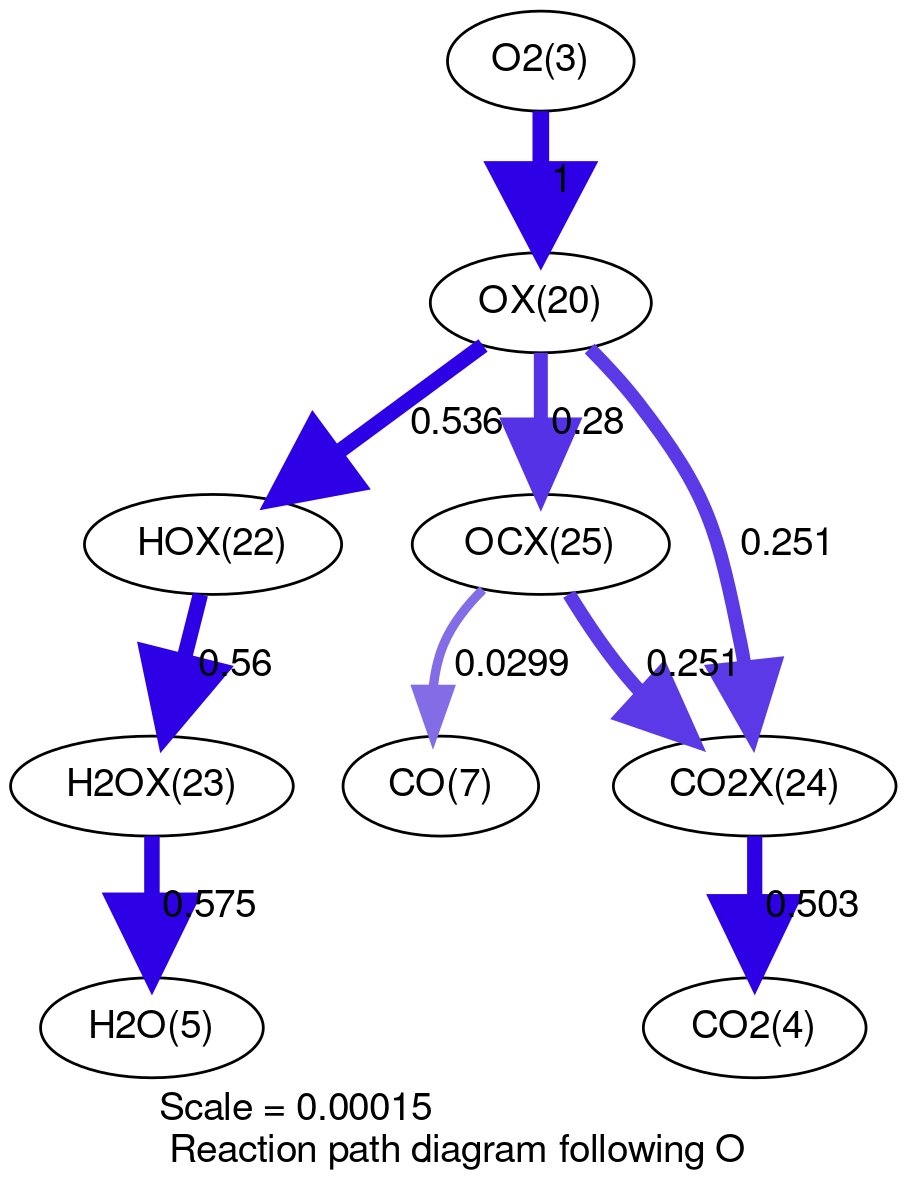 O2(3)
1
OX(20)
0.536
0.28
HOX(22)
OCX(25)
0.251
0.56
0.0299
0.251
H2OX(23)
CO(7)
CO2X(24)
0.575
0.503
H2O(5)
CO2(4)
Scale = 0.00015
Reaction path diagram following O